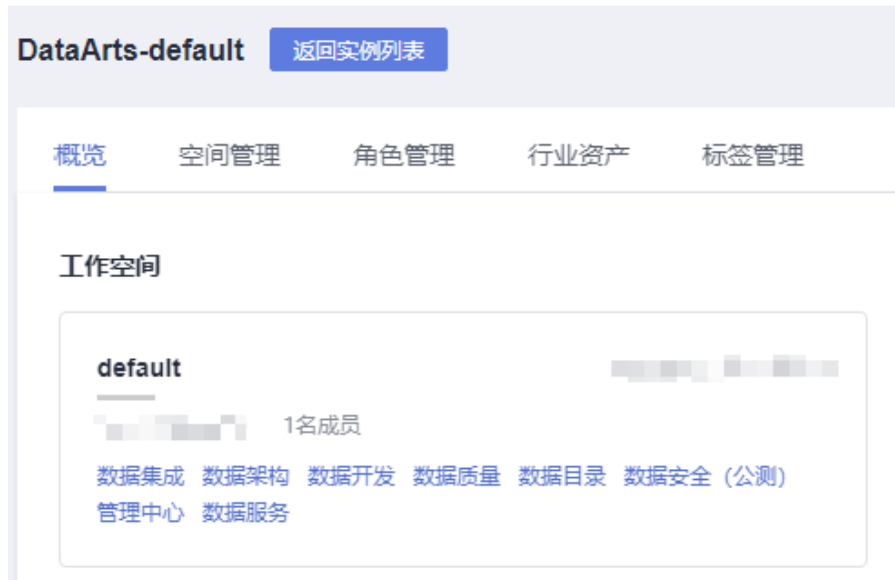 DataArts-default 返回实例列表
概览 空间管理 角色管理 行业资产 标签管理
工作空间
default
1名成员
数据集成 数据架构 数据开发 数据质量 数据目录 数据安全（公测）
管理中心 数据服务